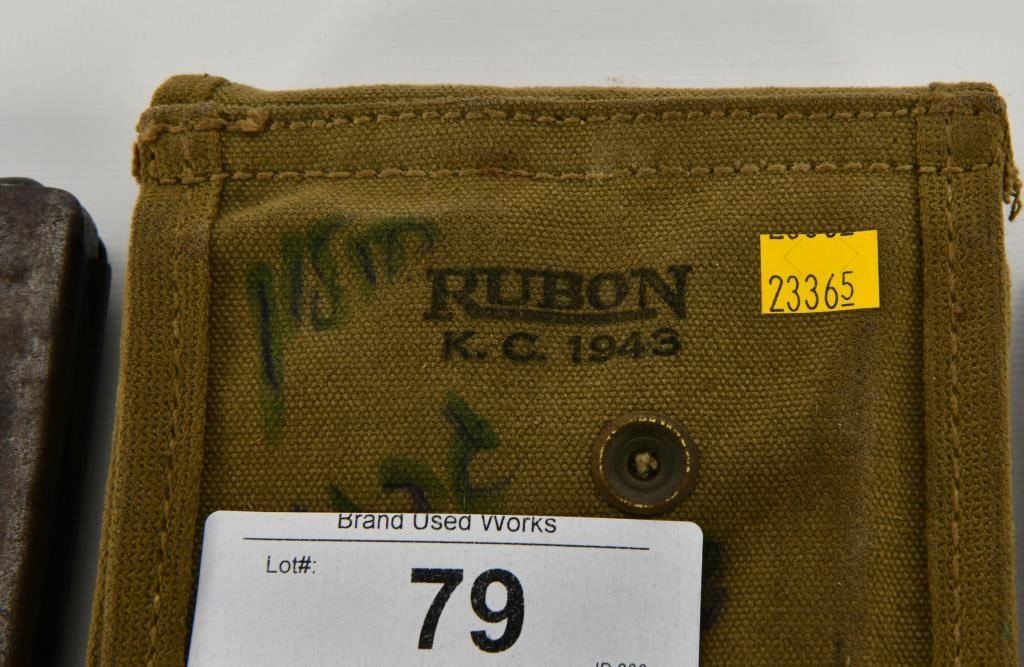 RUBON
K. C. 1943
23365
Brand Used Works
Lot#:
79